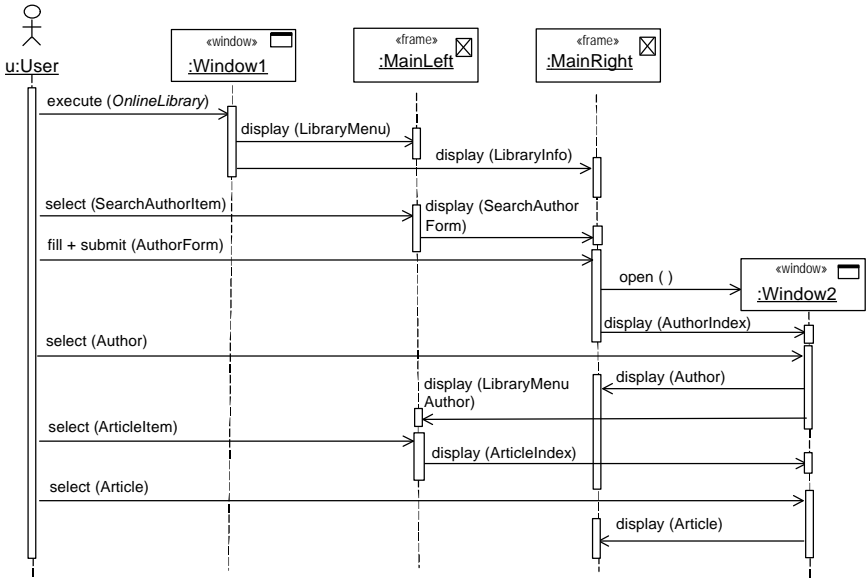 «window»
«frame»
«frame»
u:User
:Window1
:MainLeft
:MainRight
execute (OnlineLibrary)
display (LibraryMenu)
display (LibraryInfo)
select (SearchAuthorItem)
display (SearchAuthor
Form)
fill + submit (AuthorForm)
open ( )
«window»
:Window2
display (AuthorIndex)
select (Author)
display (Author)
display (LibraryMenu
Author)
select (ArticleItem)
display (ArticleIndex)
select (Article)
display (Article)